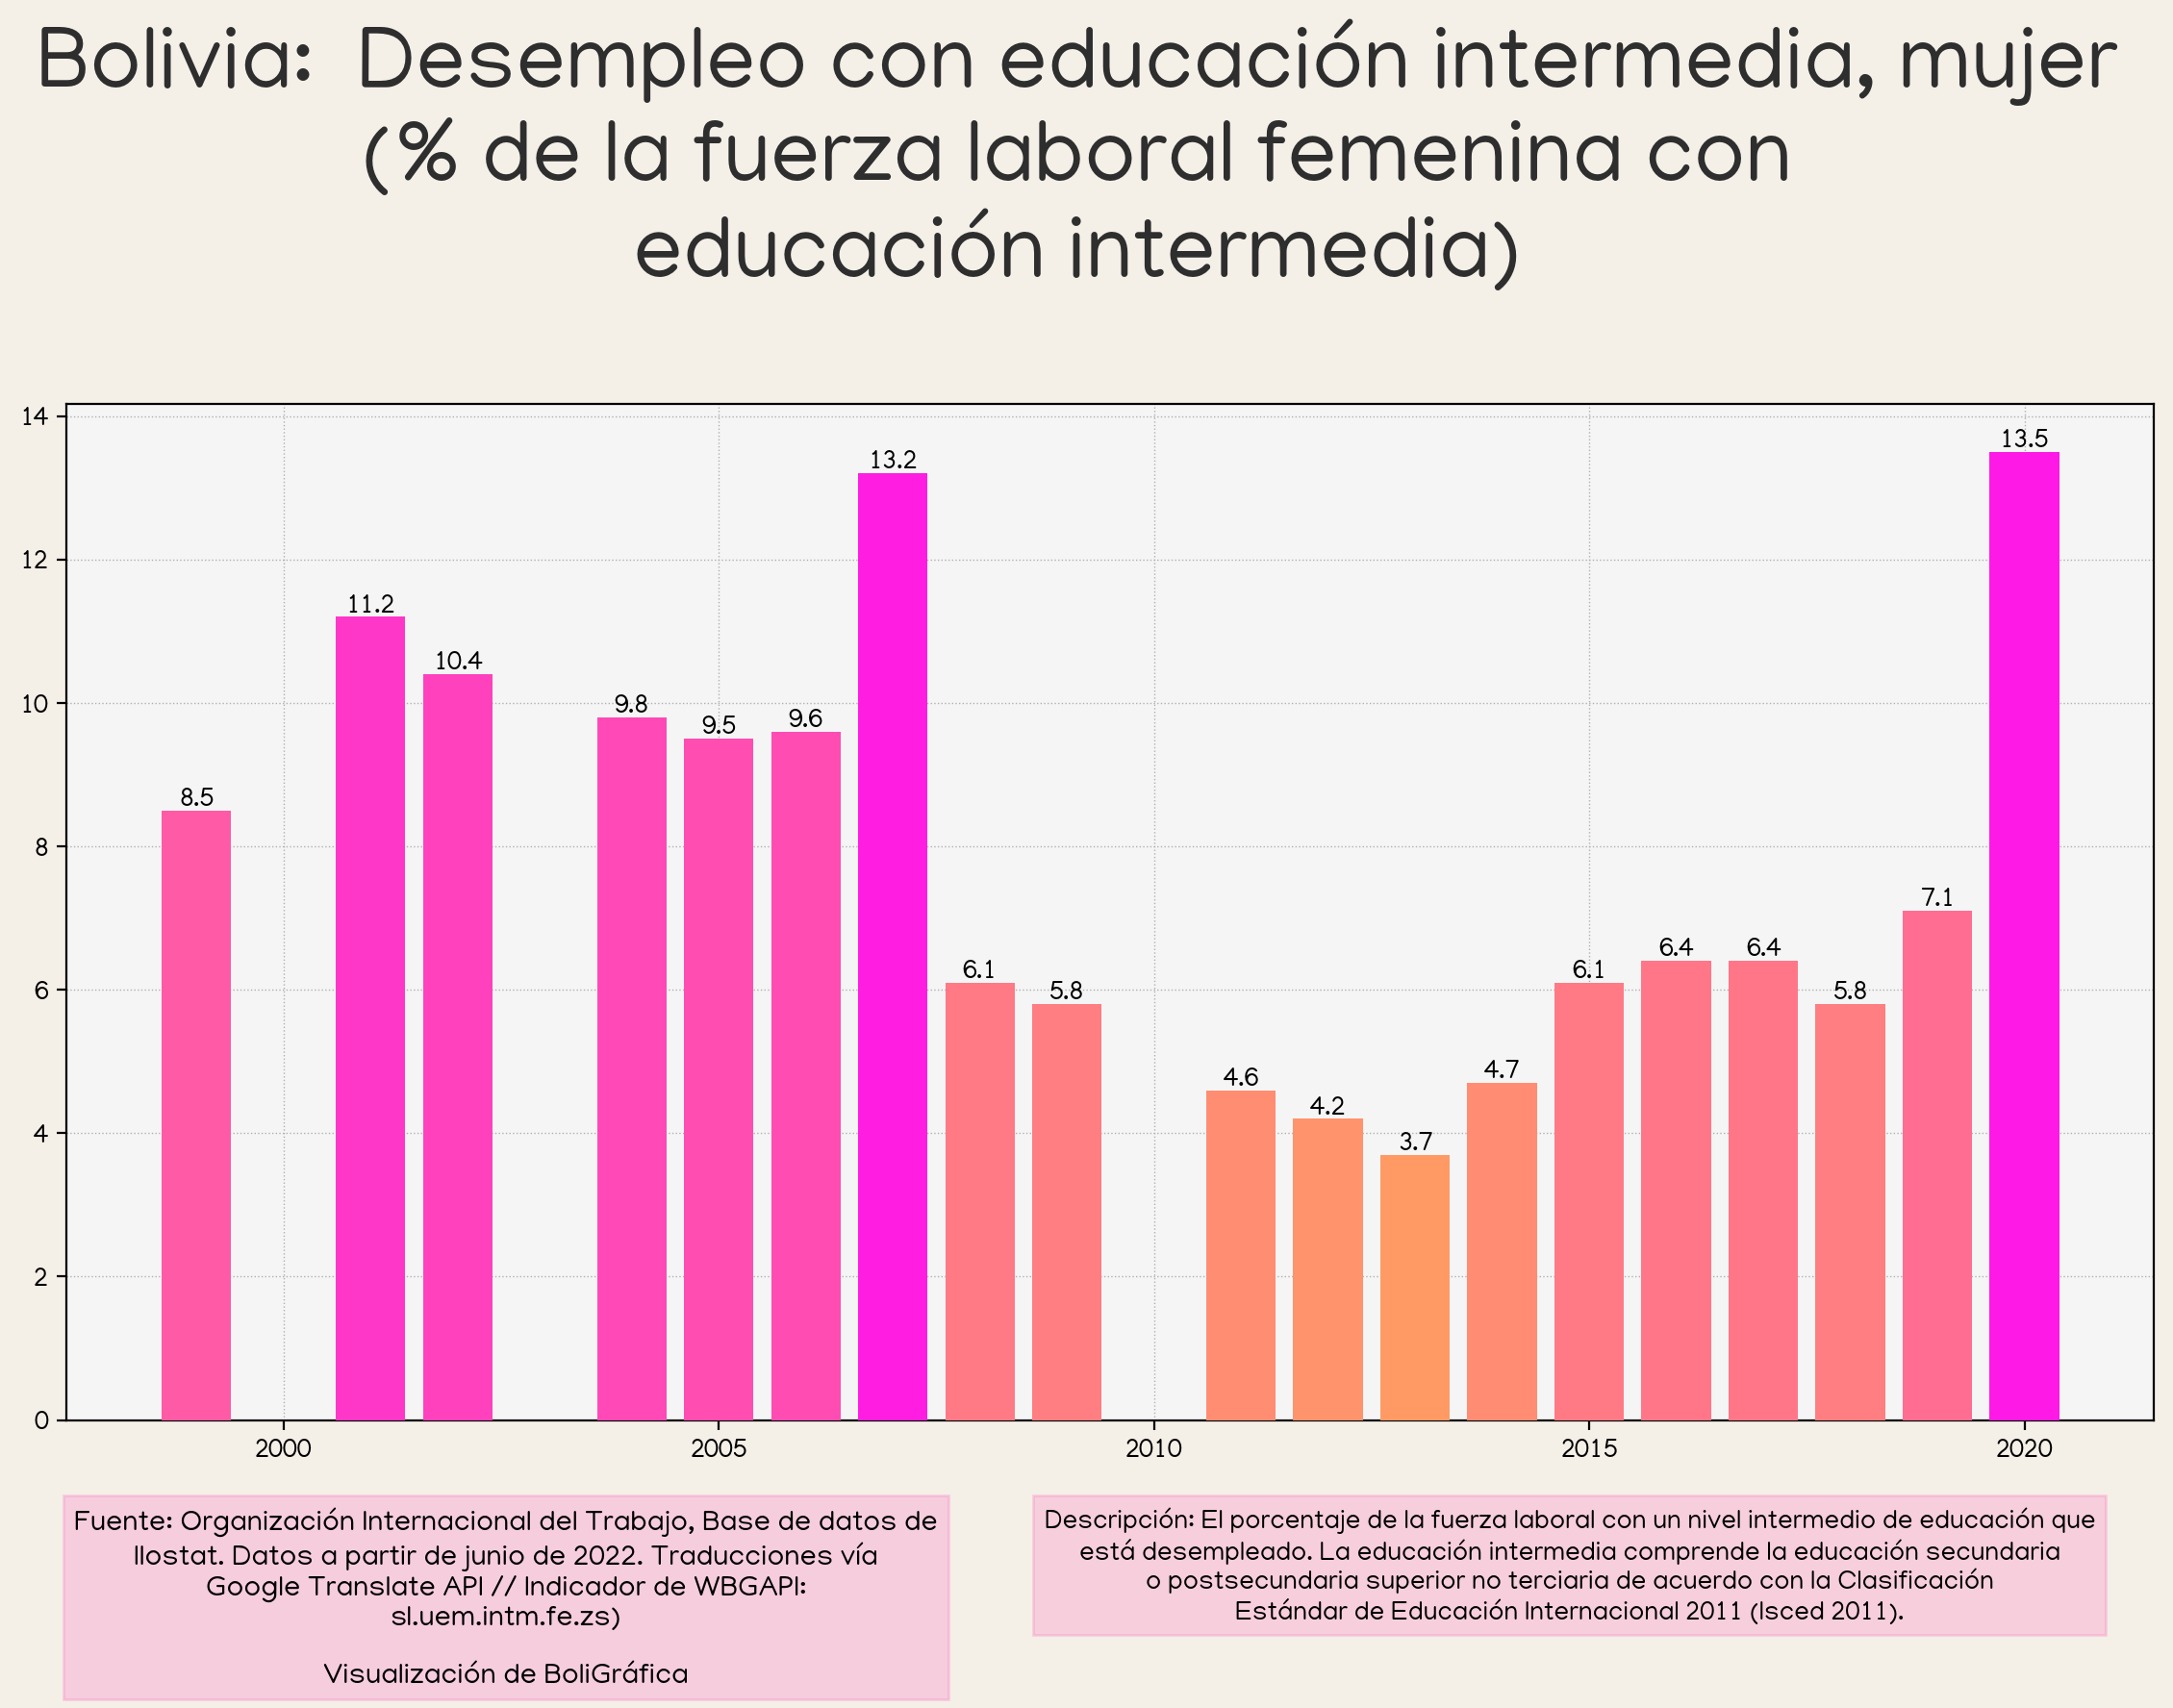 Bolivia:  Desempleo con educación intermedia, mujer
(% de la fuerza laboral femenina con
educación intermedia)
14
12
10
8
6
4
2
0
8.5
11.2
10.4
9.8
9.5
9.6
13.2
6.1
5.8
4.6
4.2
3.7
4.7
6.1
6.4
6.4
5.8
7.1
13.5
2000
2005
2010
2015
2020
Fuente: Organización Internacional del Trabajo, Base de datos de
Ilostat. Datos a partir de junio de 2022. Traducciones vía
Google Translate API // Indicador de WBGAPI:
sl.uem.intm.fe.zs)
Visualización de BoliGráfica
Descripción: El porcentaje de la fuerza laboral con un nivel intermedio de educación que
está desempleado. La educación intermedia comprende la educación secundaria
o postsecundaria superior no terciaria de acuerdo con la Clasificación
Estándar de Educación Internacional 2011 (Isced 2011).